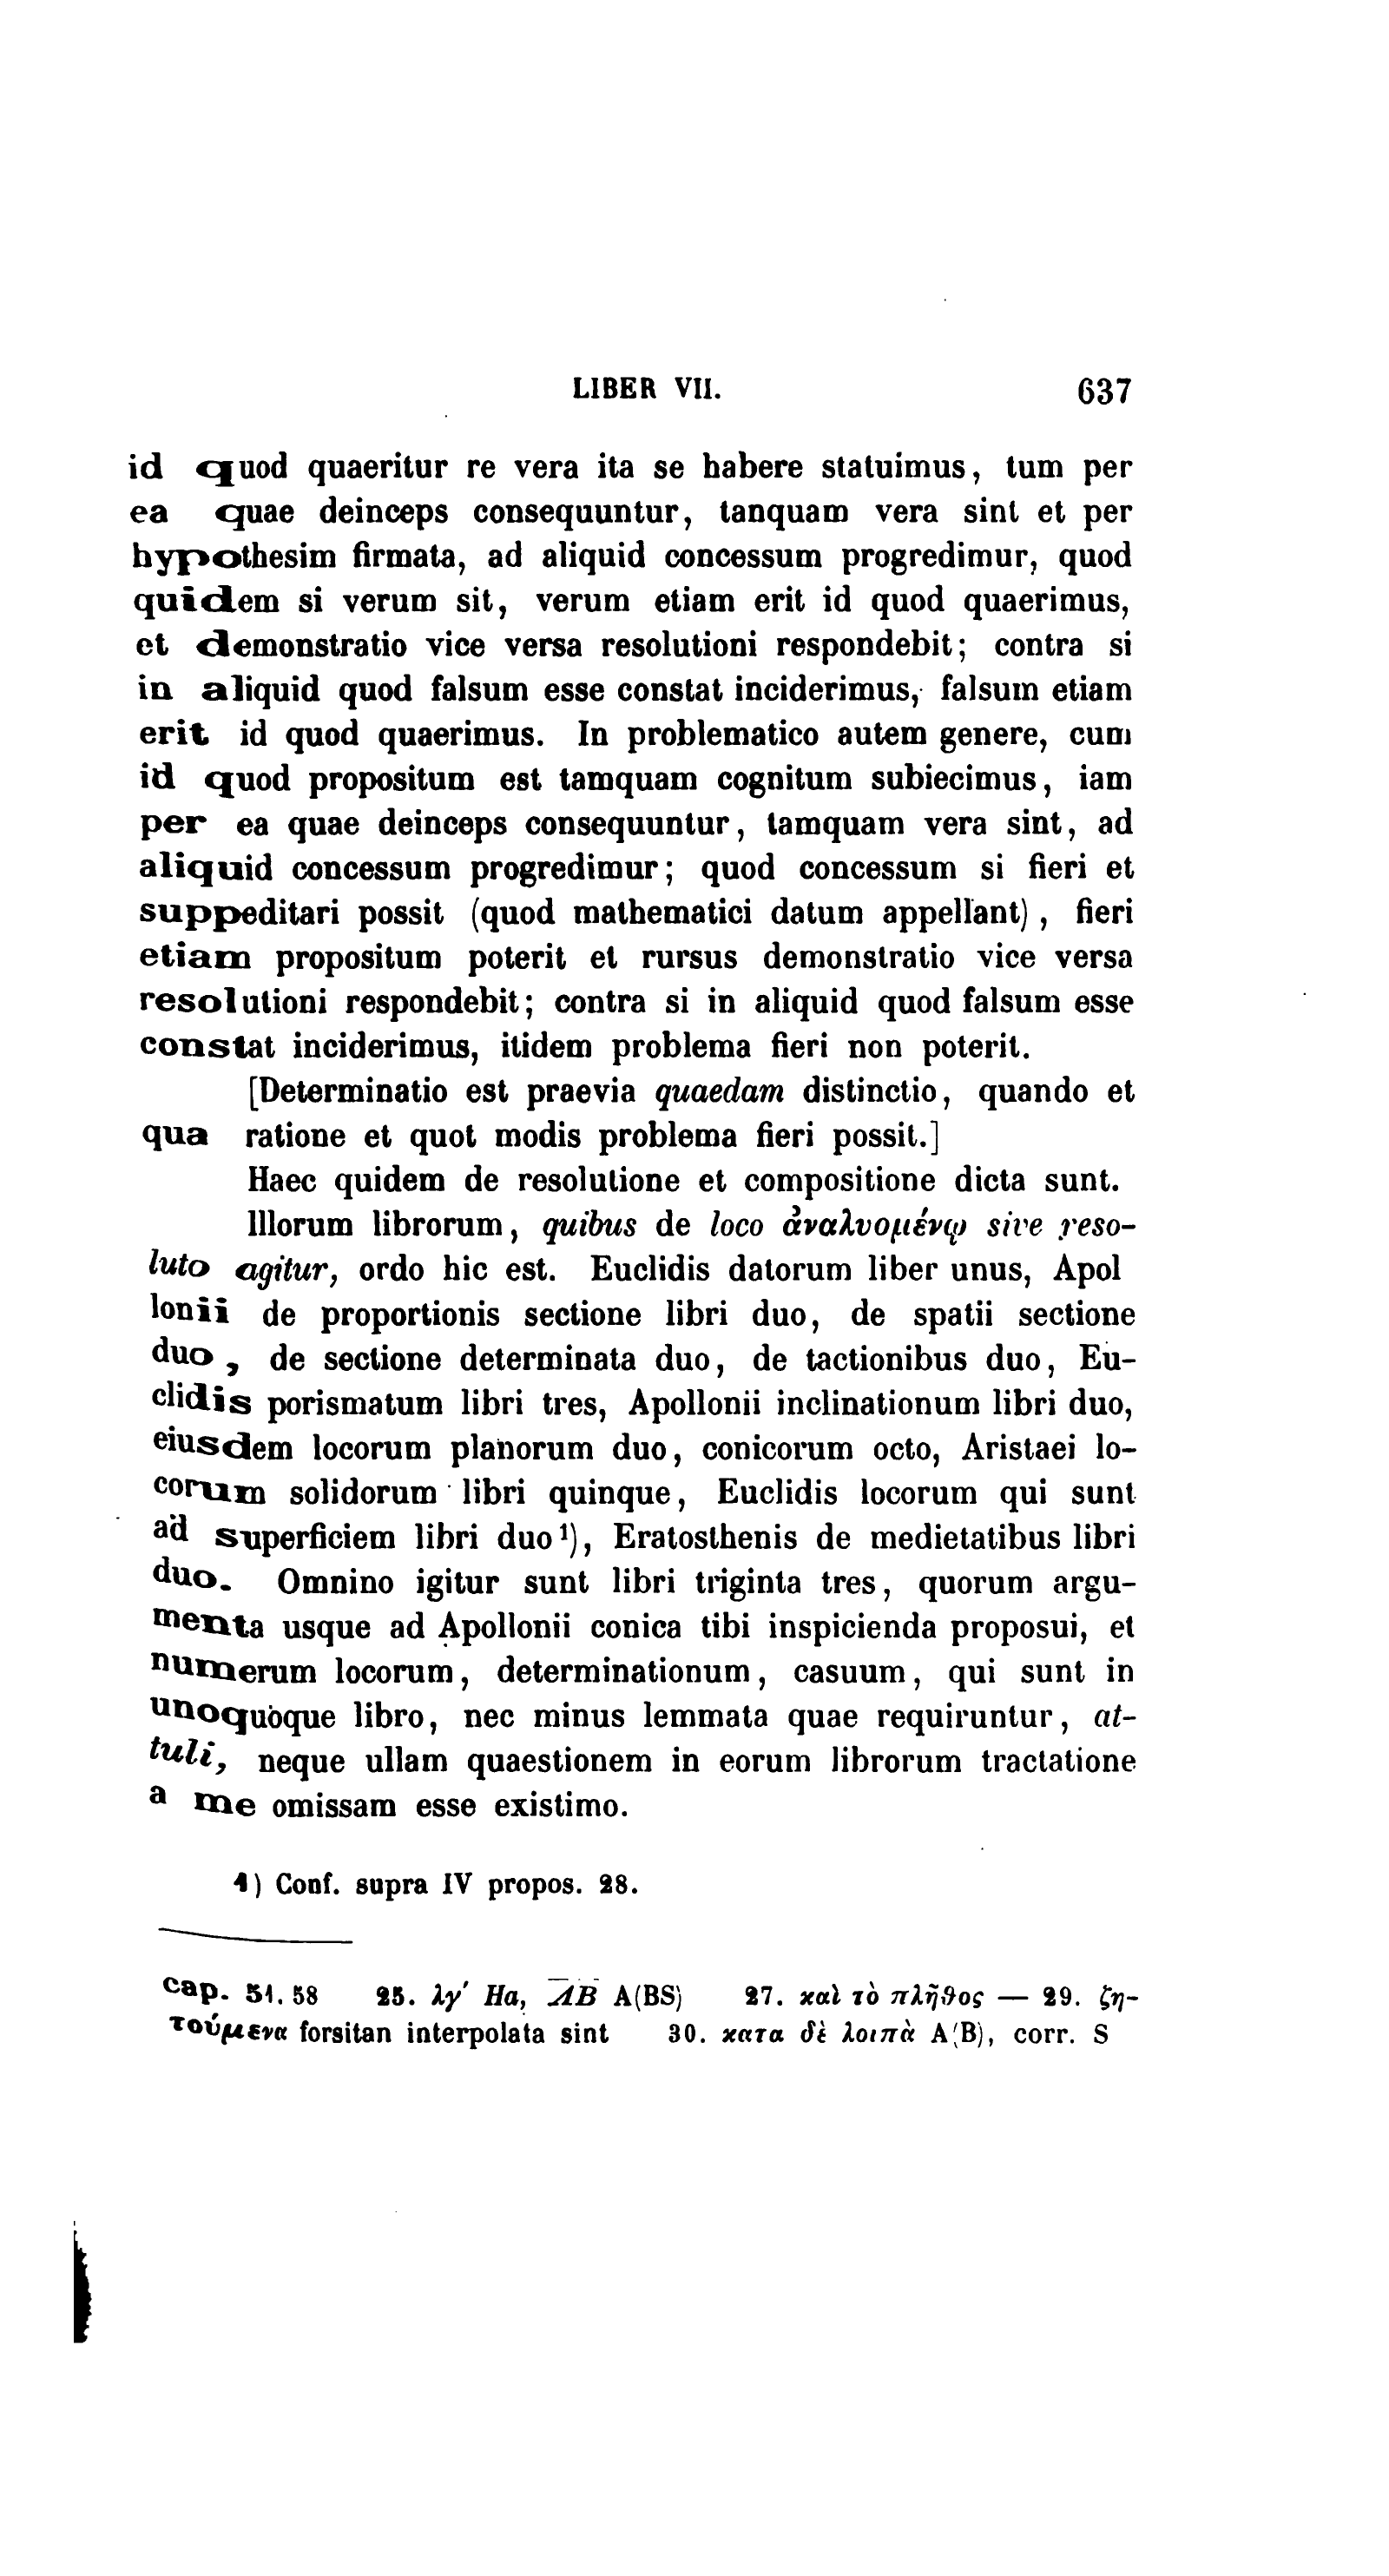 LIBER VII. 637
id quod quaeritur re vera ita se habere statuimus, tum per
ea quae deinceps consequuntur, tanquam vera sint et per
hypothesim firmata, ad aliquid concessum progredimur, quod
quidem si verum sit, verum etiam erit id quod quaerimus,
et demonstratio vice versa resolutioni respondebit; contra si
in aliquid quod falsum esse constat inciderimus, falsum etiam
erit id quod quaerimus. In problematico autem genere, cum
id quod propositum est tamquam cognitum subiecimus, iam
per ea quae deinceps consequuntur, tamquam vera sint, ad
aliquid concessum progredimur; quod concessum si fieri et
suppeditari possit (quod mathematici datum appellant), fieri
etiam propositum poterit et rursus demonstratio vice versa
resolutioni respondebit; contra si in aliquid quod falsum esse
constat inciderimus, itidem problema fieri non poterit.
[Determinatio est praevia quaedam distinctio, quando et
qua ratione et quot modis problema fieri possit.]
Haec quidem de resolutione et compositione dicta sunt.
Illorum librorum, quibus de loco ἀναλυομένῳ sive reso-
luto agitur, ordo hic est. Euclidis datorum liber unus, Apol
lonii de proportionis sectione libri duo, de spatii sectione
duo, de sectione determinata duo, de tactionibus duo, Eu-
clidis porismatum libri tres, Apollonii inclinationum libri duo,
eiusdem locorum planorum duo, conicorum octo, Aristaei lo-
corum solidorum libri quinque, Euclidis locorum qui sunt
ad superficiem libri duo¹), Eratosthenis de medietatibus libri
duo. Omnino igitur sunt libri triginta tres, quorum argu-
menta usque ad Apollonii conica tibi inspicienda proposui, et
numerum locorum, determinationum, casuum, qui sunt in
unoquoque libro, nec minus lemmata quae requiruntur, at-
tuli, neque ullam quaestionem in eorum librorum tractatione
a me omissam esse existimo.
1) Conf. supra IV propos. 28.
cap. 51. 58 25. λγ′ Ha, Λ̅Β̅ A(BS) 27. καὶ τὸ πλῆθος — 29. ζη-
τούμενα forsitan interpolata sint 30. κατα δὲ λοιπὰ A(B), corr. S